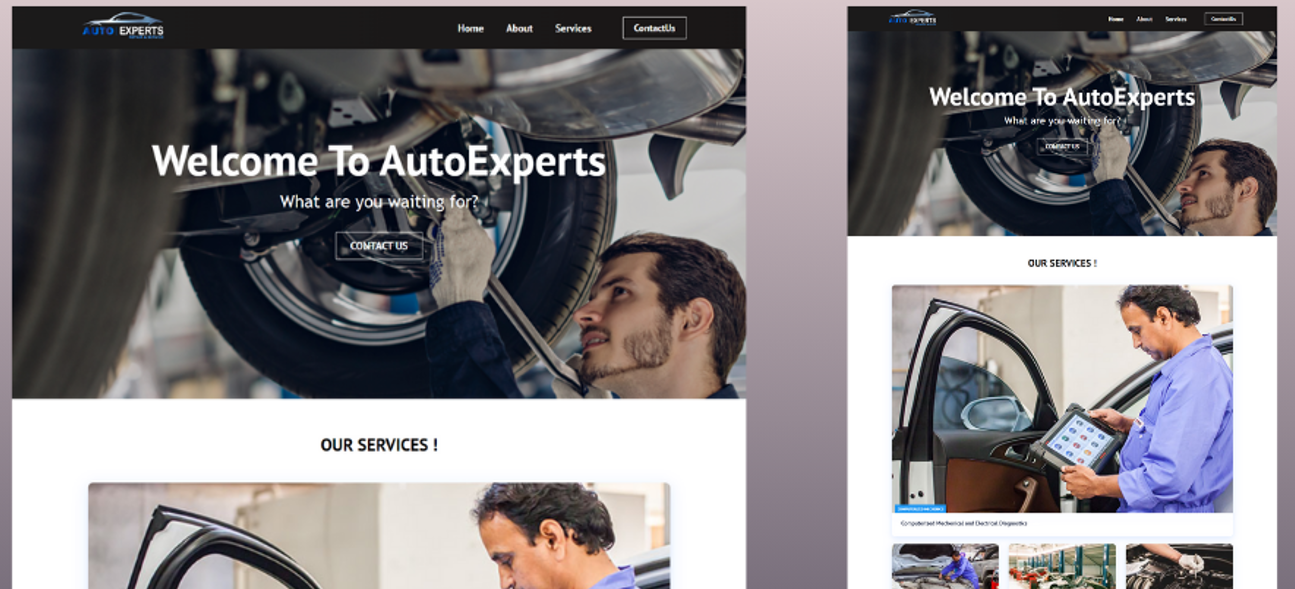 AUTO EXPERTS
Home About Services ContactUs
Welcome To AutoExperts
What are you waiting for?
CONTACT US
OUR SERVICES !
AUTO EXPERTS
Home About Services ContactUs
Welcome To AutoExperts
What are you waiting for?
CONTACT US
OUR SERVICES !
Computerized Mechanical and Electrical Diagnostics